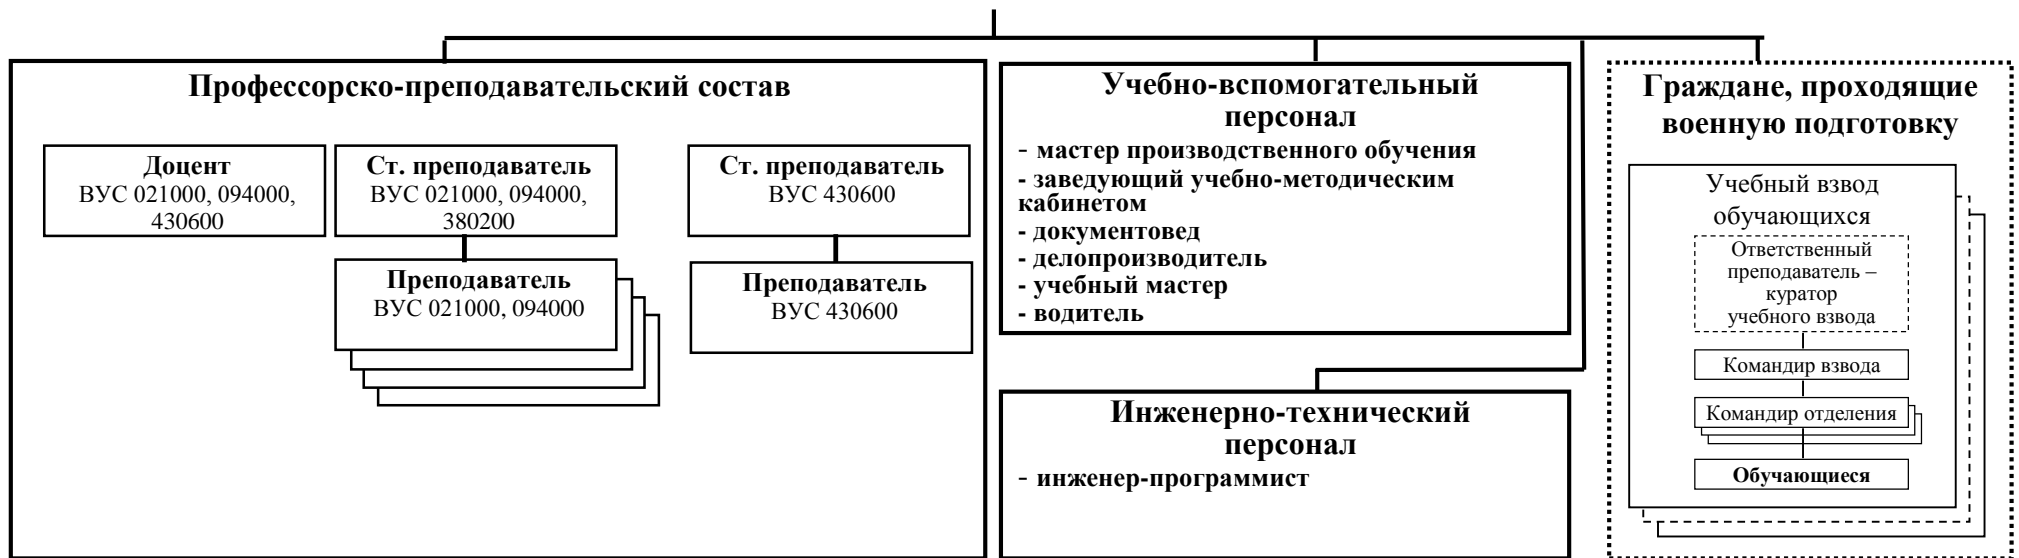 Профессорско-преподавательский состав
Доцент
ВУС 021000, 094000,
430600
Ст. преподаватель
ВУС 021000, 094000,
380200
Преподаватель
ВУС 021000, 094000
Ст. преподаватель
ВУС 430600
Преподаватель
ВУС 430600
Учебно-вспомогательный
персонал
- мастер производственного обучения
- заведующий учебно-методическим
кабинетом
- документовед
- делопроизводитель
- учебный мастер
- водитель
Инженерно-технический
персонал
- инженер-программист
Граждане, проходящие
военную подготовку
Учебный взвод
обучающихся
Ответственный
преподаватель –
куратор
учебного взвода
Командир взвода
Командир отделения
Обучающиеся